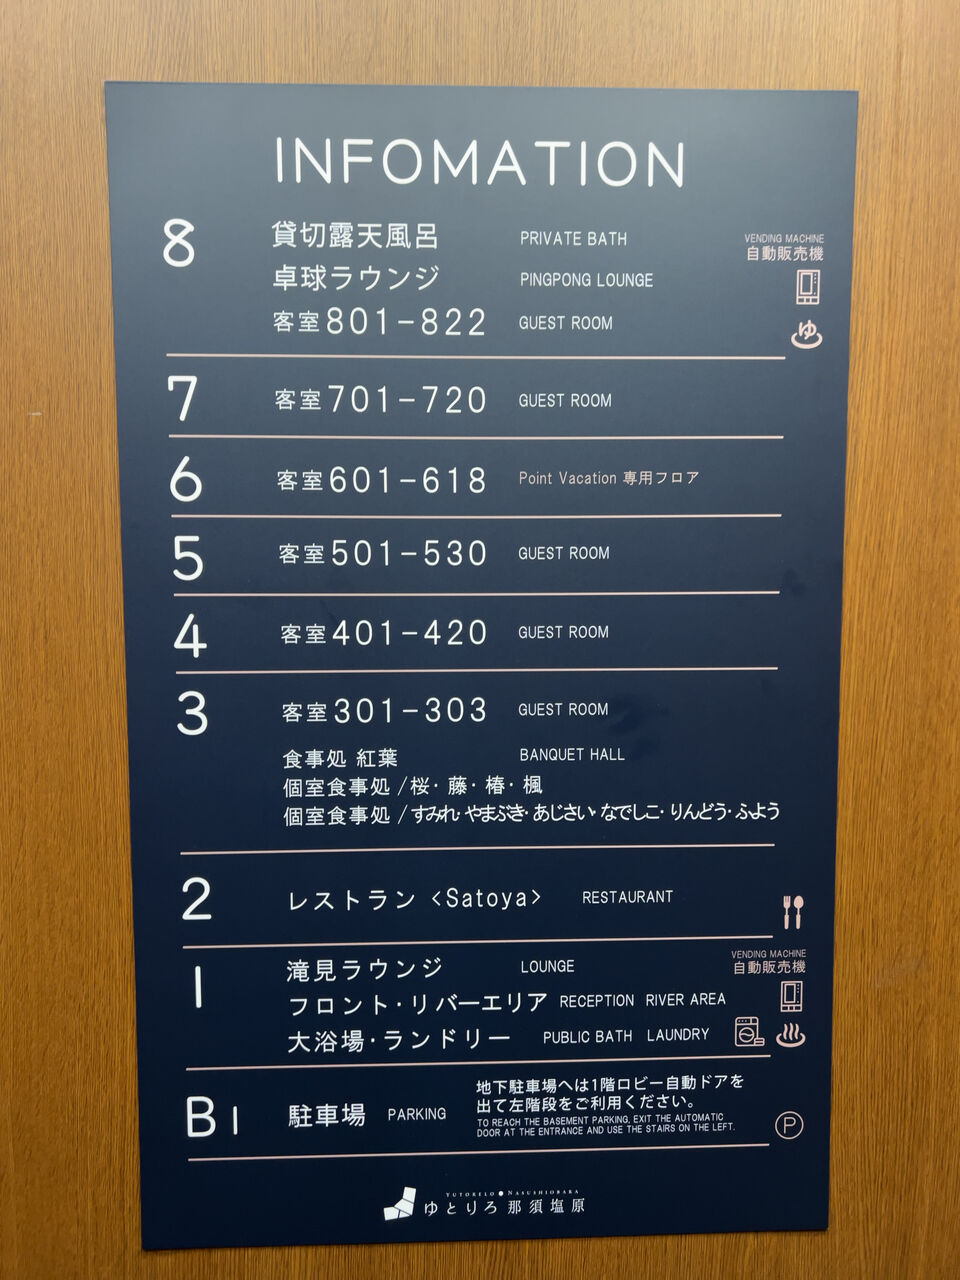 INFOMATION
8 貸切露天風呂 PRIVATE BATH
VENDING MACHINE
自動販売機
卓球ラウンジ PINGPONG LOUNGE
客室801-822 GUEST ROOM
ゆ
7 客室701-720 GUEST ROOM
6 客室601-618 Point Vacation 専用フロア
5 客室501-530 GUEST ROOM
4 客室401-420 GUEST ROOM
3 客室301-303 GUEST ROOM
食事処 紅葉 BANQUET HALL
個室食事処 /桜・藤・椿・楓
個室食事処 /すみれ・やまぶき・あじさい・なでしこ・りんどう・ふよう
2 レストラン <Satoya> RESTAURANT
1 滝見ラウンジ LOUNGE
VENDING MACHINE
自動販売機
フロント・リバーエリア RECEPTION RIVER AREA
大浴場・ランドリー PUBLIC BATH LAUNDRY
B1 駐車場 PARKING
地下駐車場へは1階ロビー自動ドアを
出て左階段をご利用ください。
TO REACH THE BASEMENT PARKING, EXIT THE AUTOMATIC
DOOR AT THE ENTRANCE AND USE THE STAIRS ON THE LEFT.
P
YUTORELO●NASUSHIOBARA
ゆとりろ那須塩原